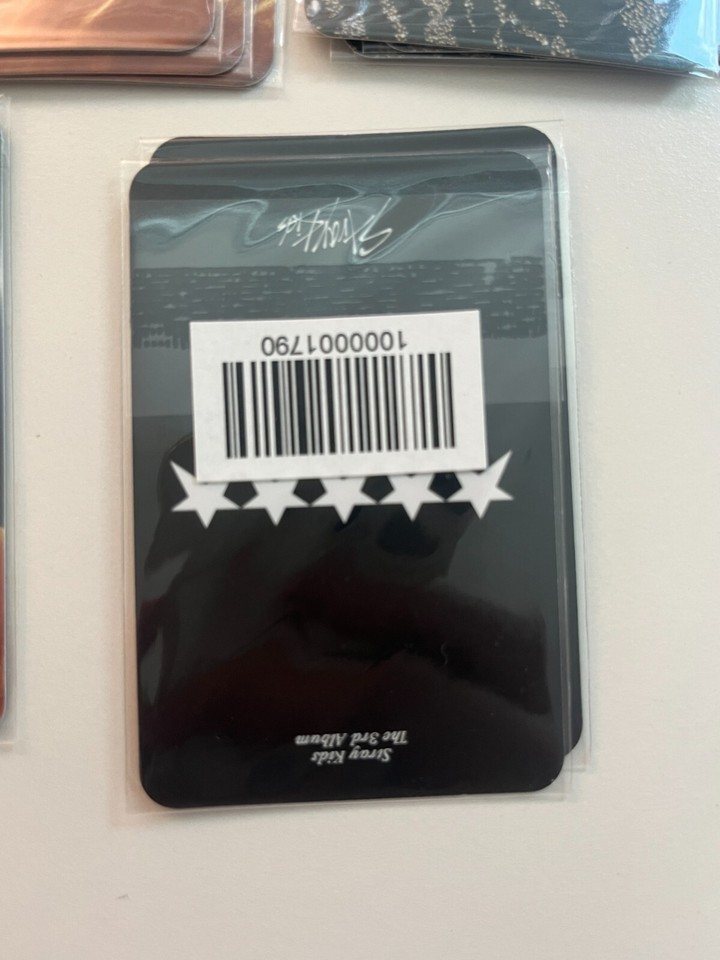 Stray Kids
The 3rd Album
1000001790
Stray Kids